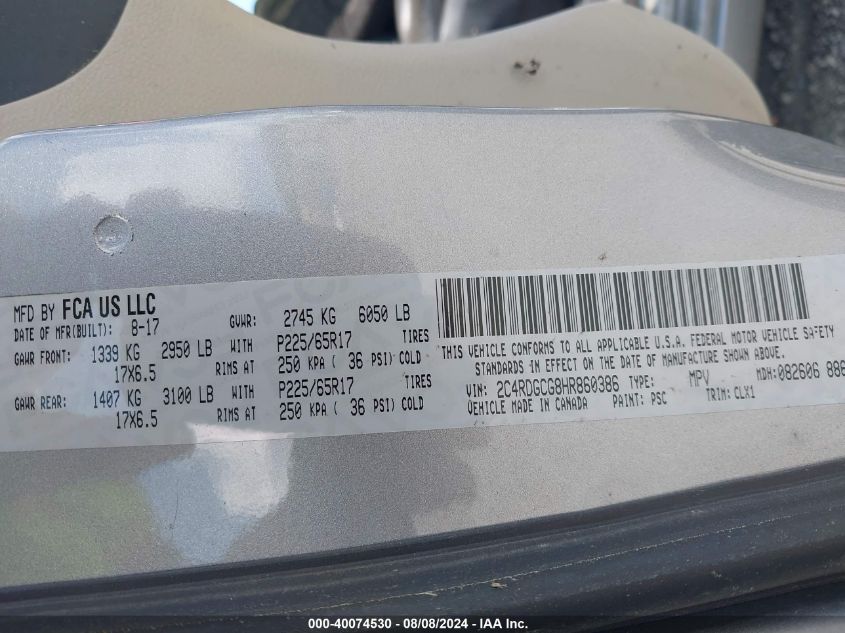 MFD BY FCA US LLC
DATE OF MFR(BUILT): 8-17 GVWR: 2745 KG 6050 LB
GAWR FRONT: 1339 KG 2950 LB WITH P225/65R17 TIRES
17X6.5 RIMS AT 250 KPA ( 36 PSI) COLD
GAWR REAR: 1407 KG 3100 LB WITH P225/65R17 TIRES
17X6.5 RIMS AT 250 KPA ( 36 PSI) COLD
THIS VEHICLE CONFORMS TO ALL APPLICABLE U.S.A. FEDERAL MOTOR VEHICLE SAFETY
STANDARDS IN EFFECT ON THE DATE OF MANUFACTURE SHOWN ABOVE.
VIN: 2C4RDGCG8HR860386 TYPE: MPV MDH: 082606 886
VEHICLE MADE IN CANADA PAINT: PSC TRIM: CLX1
000-40074530 - 08/08/2024 - IAA Inc.